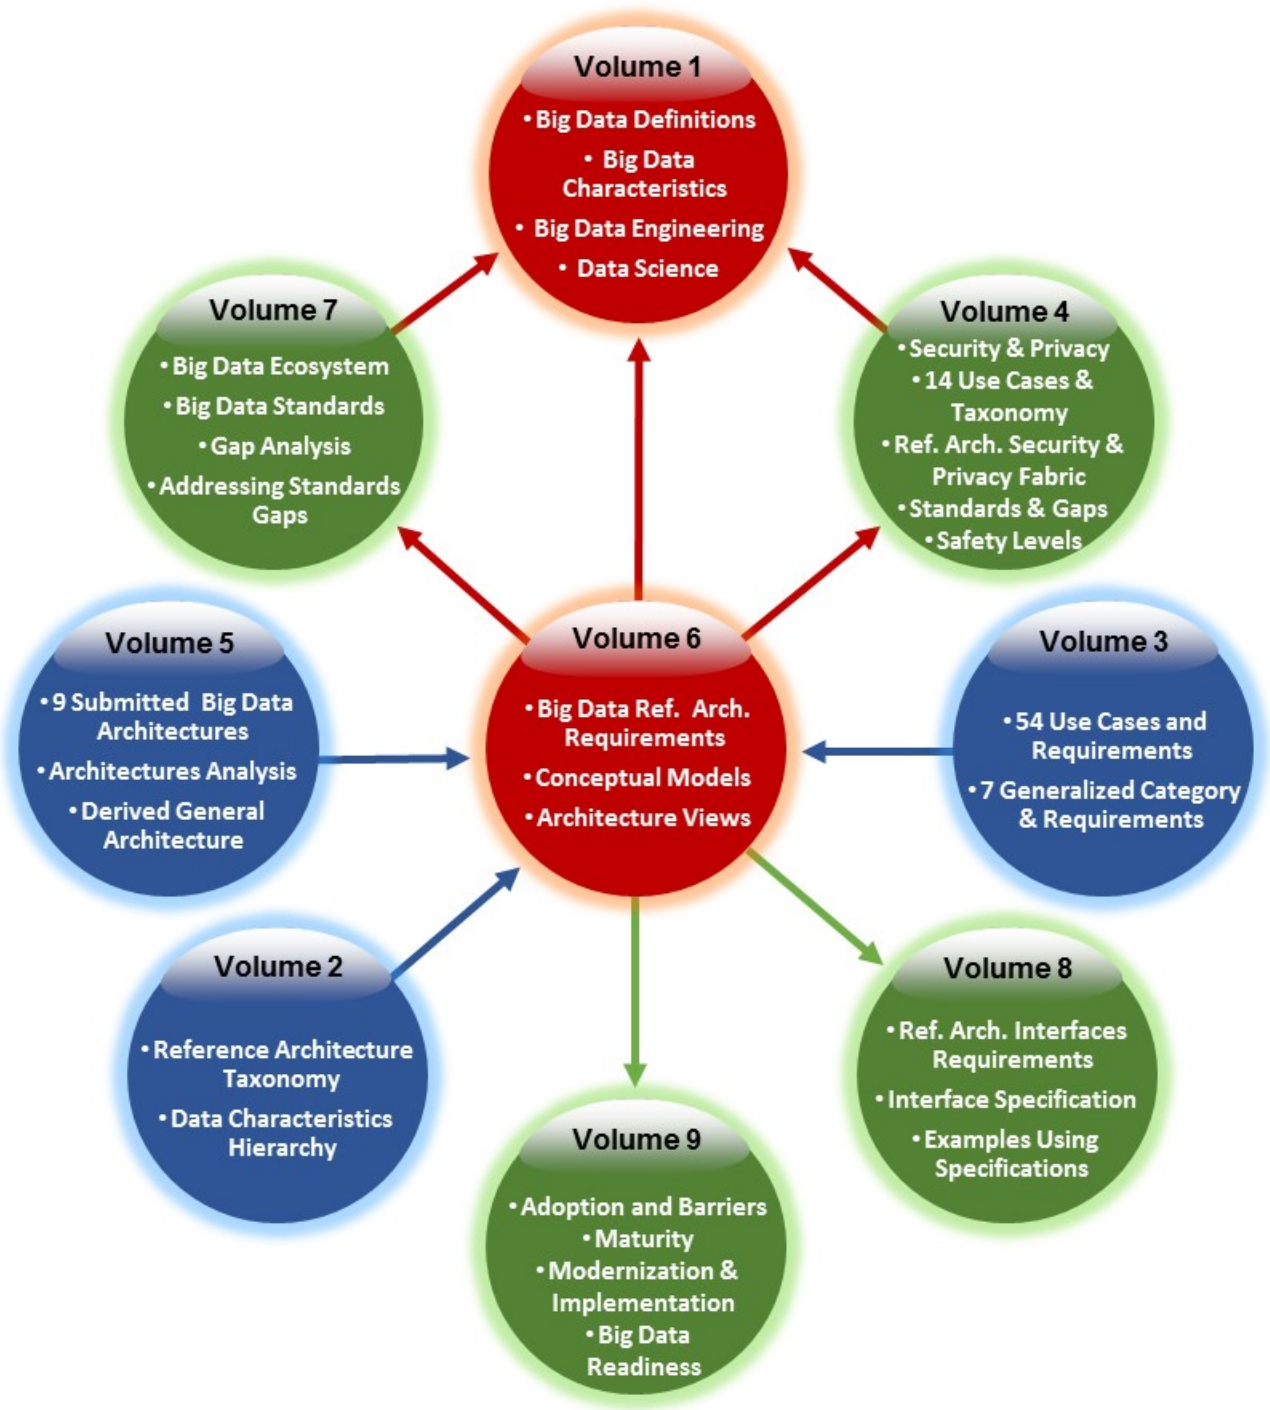 Volume 1
• Big Data Definitions
• Big Data
Characteristics
• Big Data Engineering
• Data Science
Volume 7
• Big Data Ecosystem
• Big Data Standards
• Gap Analysis
• Addressing Standards
Gaps
Volume 4
• Security & Privacy
• 14 Use Cases &
Taxonomy
• Ref. Arch. Security &
Privacy Fabric
• Standards & Gaps
• Safety Levels
Volume 5
• 9 Submitted Big Data
Architectures
• Architectures Analysis
• Derived General
Architecture
Volume 6
• Big Data Ref. Arch.
Requirements
• Conceptual Models
• Architecture Views
Volume 3
• 54 Use Cases and
Requirements
• 7 Generalized Category
& Requirements
Volume 2
• Reference Architecture
Taxonomy
• Data Characteristics
Hierarchy
Volume 8
• Ref. Arch. Interfaces
Requirements
• Interface Specification
• Examples Using
Specifications
Volume 9
• Adoption and Barriers
• Maturity
• Modernization &
Implementation
• Big Data
Readiness